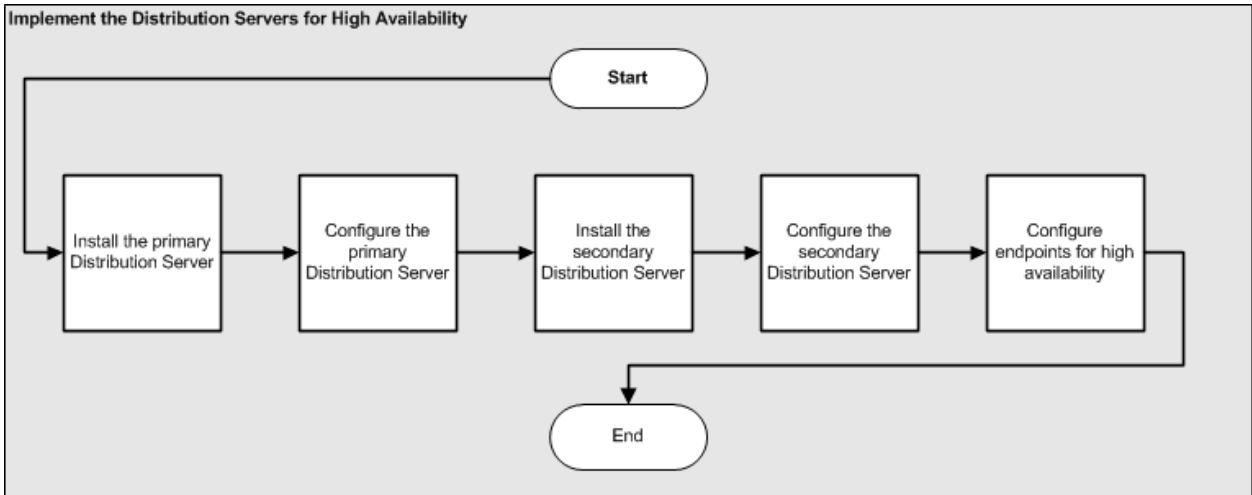 Implement the Distribution Servers for High Availability
Start
Install the primary
Distribution Server
Configure the
primary
Distribution Server
Install the
secondary
Distribution Server
Configure the
secondary
Distribution Server
Configure
endpoints for high
availability
End